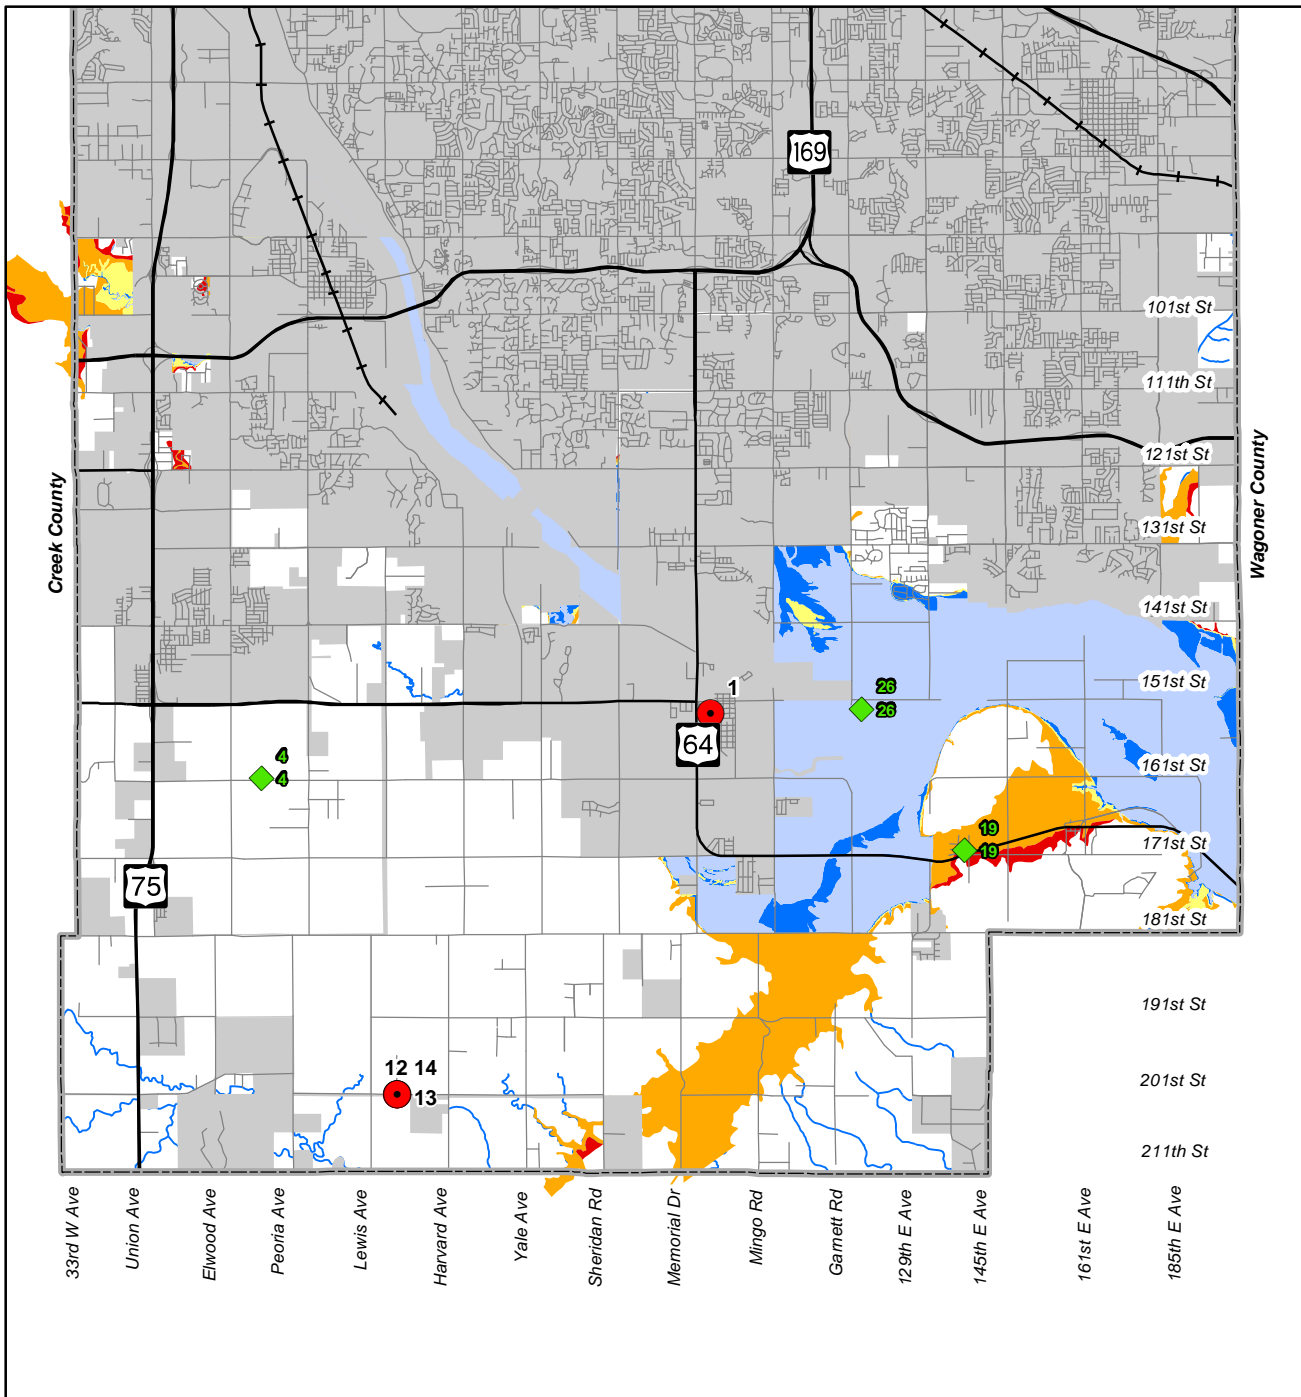 169
101st St
111th St
121st St
Creek County
Wagoner County
131st St
141st St
151st St
1
26
26
64
161st St
4
4
19
19
171st St
75
181st St
191st St
12 14
13
201st St
211th St
33rd W Ave
Union Ave
Elwood Ave
Peoria Ave
Lewis Ave
Harvard Ave
Yale Ave
Sheridan Rd
Memorial Dr
Mingo Rd
Garnett Rd
129th E Ave
145th E Ave
161st E Ave
185th E Ave